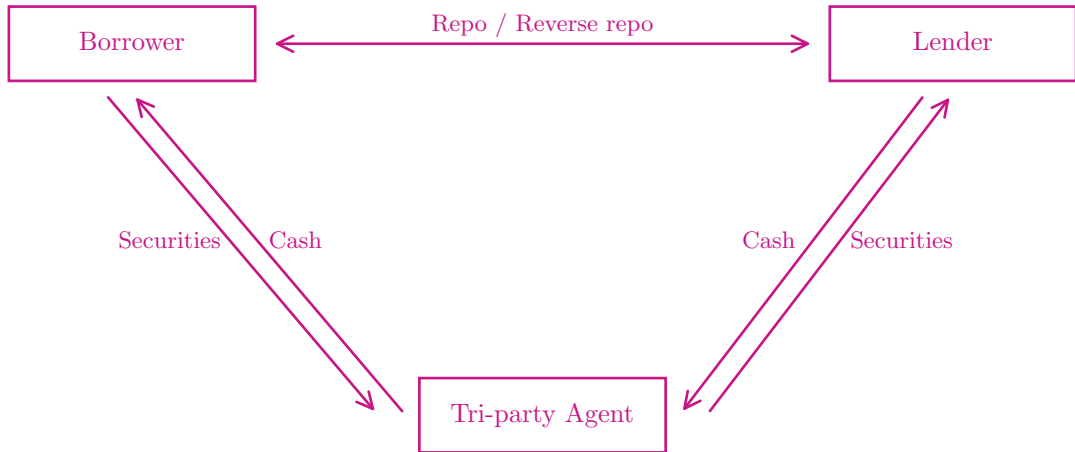 Repo / Reverse repo
Borrower
Lender
Securities
Cash
Cash
Securities
Tri-party Agent